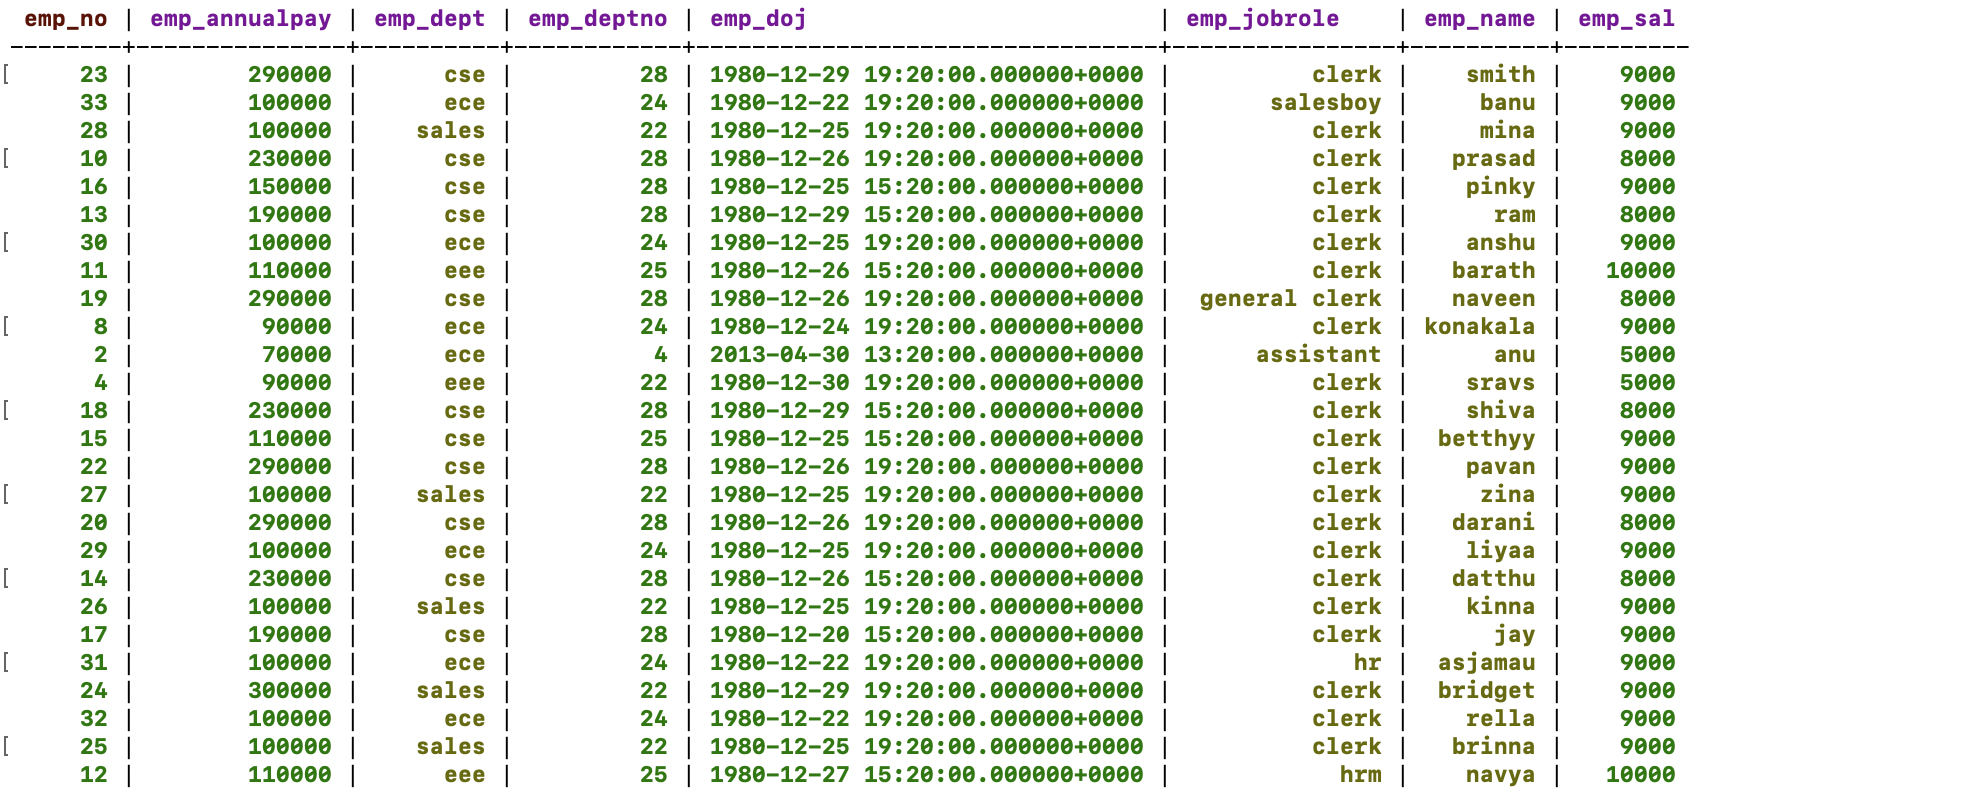 emp_no | emp_annualpay | emp_dept | emp_deptno | emp_doj | emp_jobrole | emp_name | emp_sal
--------+---------------+----------+------------+---------------------------------+----------------+----------+---------
[ 23 | 290000 | cse | 28 | 1980-12-29 19:20:00.000000+0000 | clerk | smith | 9000
33 | 100000 | ece | 24 | 1980-12-22 19:20:00.000000+0000 | salesboy | banu | 9000
28 | 100000 | sales | 22 | 1980-12-25 19:20:00.000000+0000 | clerk | mina | 9000
[ 10 | 230000 | cse | 28 | 1980-12-26 19:20:00.000000+0000 | clerk | prasad | 8000
16 | 150000 | cse | 28 | 1980-12-25 15:20:00.000000+0000 | clerk | pinky | 9000
13 | 190000 | cse | 28 | 1980-12-29 15:20:00.000000+0000 | clerk | ram | 8000
[ 30 | 100000 | ece | 24 | 1980-12-25 19:20:00.000000+0000 | clerk | anshu | 9000
11 | 110000 | eee | 25 | 1980-12-26 15:20:00.000000+0000 | clerk | barath | 10000
19 | 290000 | cse | 28 | 1980-12-26 19:20:00.000000+0000 | general clerk | naveen | 8000
[ 8 | 90000 | ece | 24 | 1980-12-24 19:20:00.000000+0000 | clerk | konakala | 9000
2 | 70000 | ece | 4 | 2013-04-30 13:20:00.000000+0000 | assistant | anu | 5000
4 | 90000 | eee | 22 | 1980-12-30 19:20:00.000000+0000 | clerk | sravs | 5000
[ 18 | 230000 | cse | 28 | 1980-12-29 15:20:00.000000+0000 | clerk | shiva | 8000
15 | 110000 | cse | 25 | 1980-12-25 15:20:00.000000+0000 | clerk | betthyy | 9000
22 | 290000 | cse | 28 | 1980-12-26 19:20:00.000000+0000 | clerk | pavan | 9000
[ 27 | 100000 | sales | 22 | 1980-12-25 19:20:00.000000+0000 | clerk | zina | 9000
20 | 290000 | cse | 28 | 1980-12-26 19:20:00.000000+0000 | clerk | darani | 8000
29 | 100000 | ece | 24 | 1980-12-25 19:20:00.000000+0000 | clerk | liyaa | 9000
[ 14 | 230000 | cse | 28 | 1980-12-26 15:20:00.000000+0000 | clerk | datthu | 8000
26 | 100000 | sales | 22 | 1980-12-25 19:20:00.000000+0000 | clerk | kinna | 9000
17 | 190000 | cse | 28 | 1980-12-20 15:20:00.000000+0000 | clerk | jay | 9000
[ 31 | 100000 | ece | 24 | 1980-12-22 19:20:00.000000+0000 | hr | asjamau | 9000
24 | 300000 | sales | 22 | 1980-12-29 19:20:00.000000+0000 | clerk | bridget | 9000
32 | 100000 | ece | 24 | 1980-12-22 19:20:00.000000+0000 | clerk | rella | 9000
[ 25 | 100000 | sales | 22 | 1980-12-25 19:20:00.000000+0000 | clerk | brinna | 9000
12 | 110000 | eee | 25 | 1980-12-27 15:20:00.000000+0000 | hrm | navya | 10000